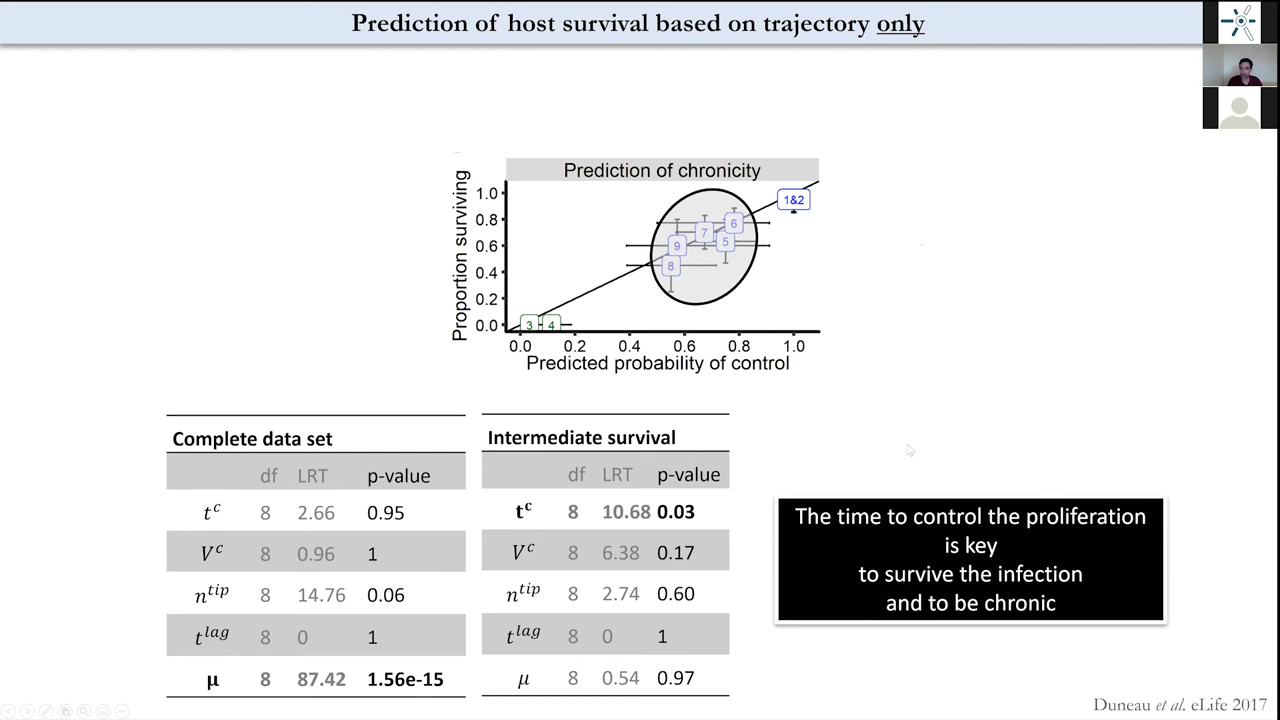 Prediction of host survival based on trajectory only
Prediction of chronicity
Proportion surviving
1.0
0.8
0.6
0.4
0.2
0.0
1&2
6
7
5
9
8
3
4
0.0 0.2 0.4 0.6 0.8 1.0
Predicted probability of control
Complete data set
df LRT p-value
t^c 8 2.66 0.95
V^c 8 0.96 1
n^tip 8 14.76 0.06
t^lag 8 0 1
μ 8 87.42 1.56e-15
Intermediate survival
df LRT p-value
t^c 8 10.68 0.03
V^c 8 6.38 0.17
n^tip 8 2.74 0.60
t^lag 8 0 1
μ 8 0.54 0.97
The time to control the proliferation
is key
to survive the infection
and to be chronic
Duneau et al. eLife 2017